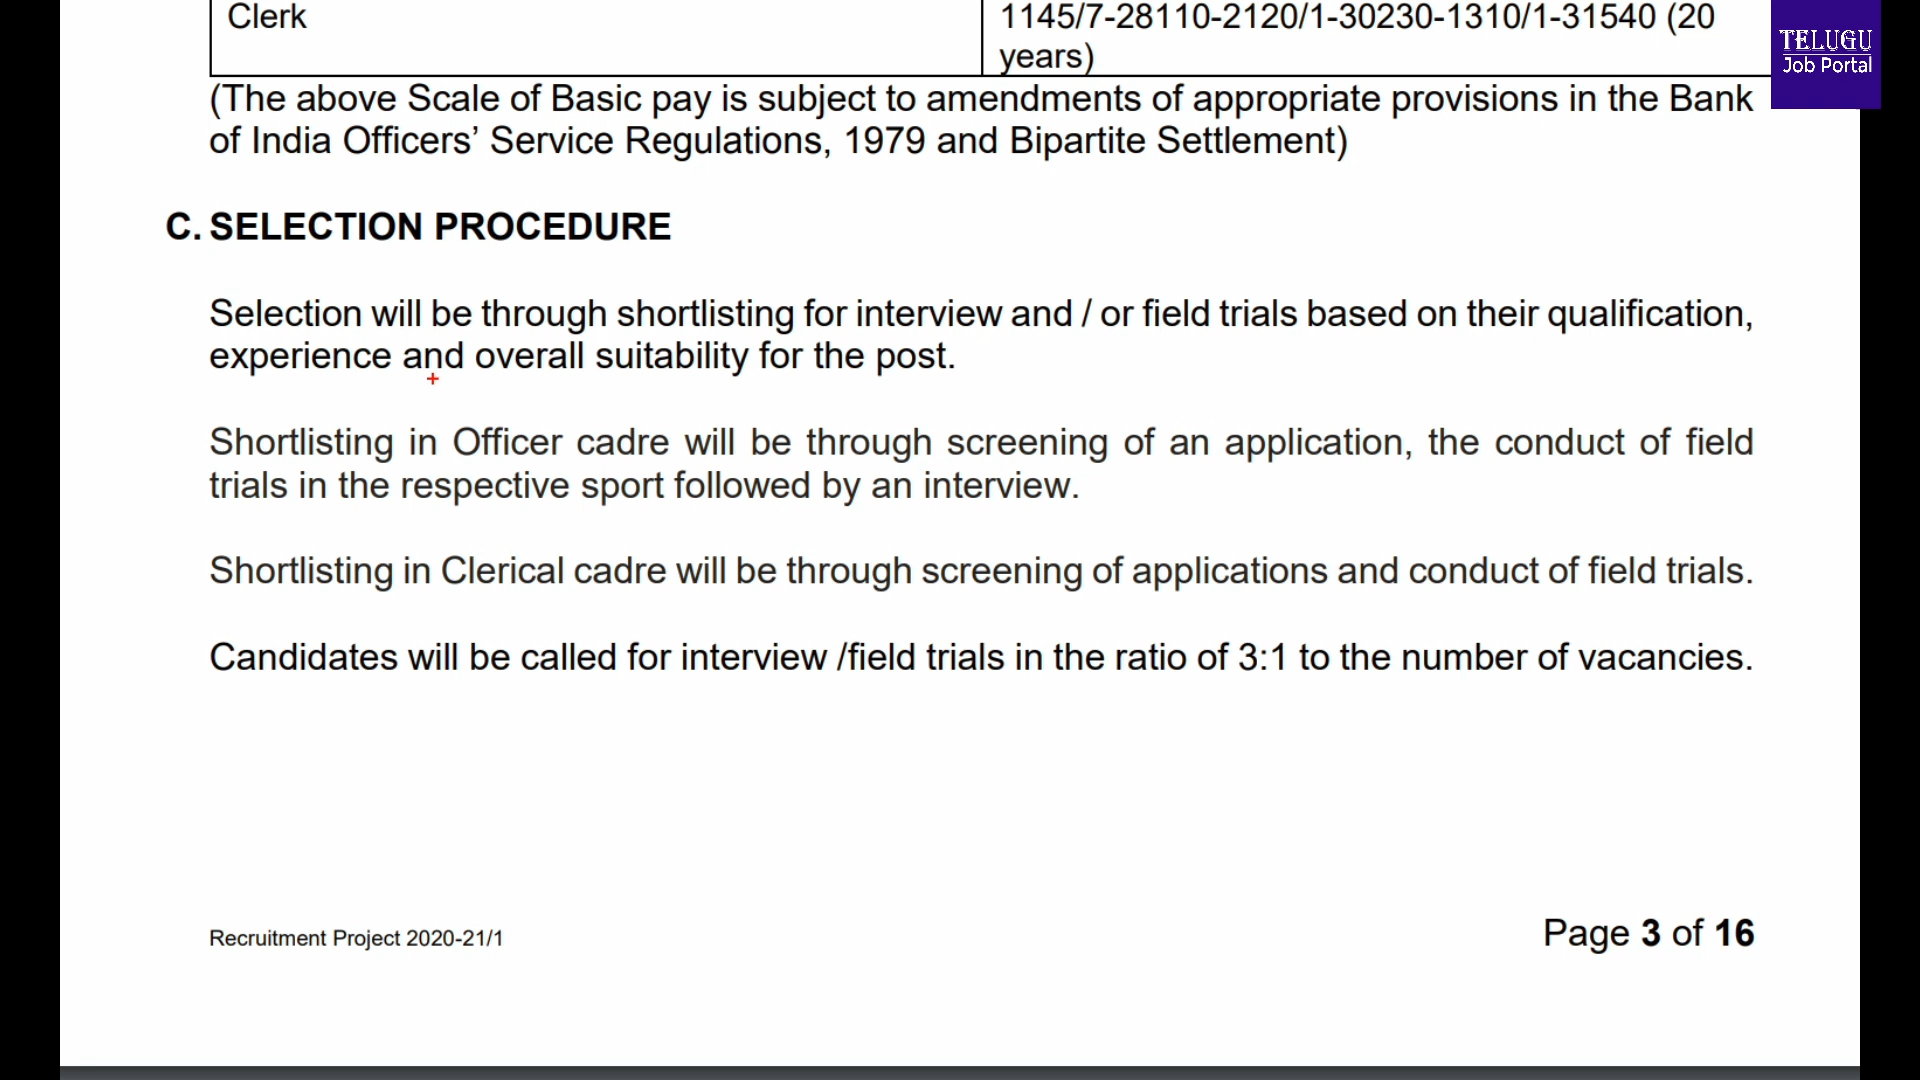 Clerk
1145/7-28110-2120/1-30230-1310/1-31540 (20
years)
TELUGU
Job Portal
(The above Scale of Basic pay is subject to amendments of appropriate provisions in the Bank
of India Officers’ Service Regulations, 1979 and Bipartite Settlement)
C. SELECTION PROCEDURE
Selection will be through shortlisting for interview and / or field trials based on their qualification,
experience and overall suitability for the post.
Shortlisting in Officer cadre will be through screening of an application, the conduct of field
trials in the respective sport followed by an interview.
Shortlisting in Clerical cadre will be through screening of applications and conduct of field trials.
Candidates will be called for interview /field trials in the ratio of 3:1 to the number of vacancies.
Recruitment Project 2020-21/1
Page 3 of 16